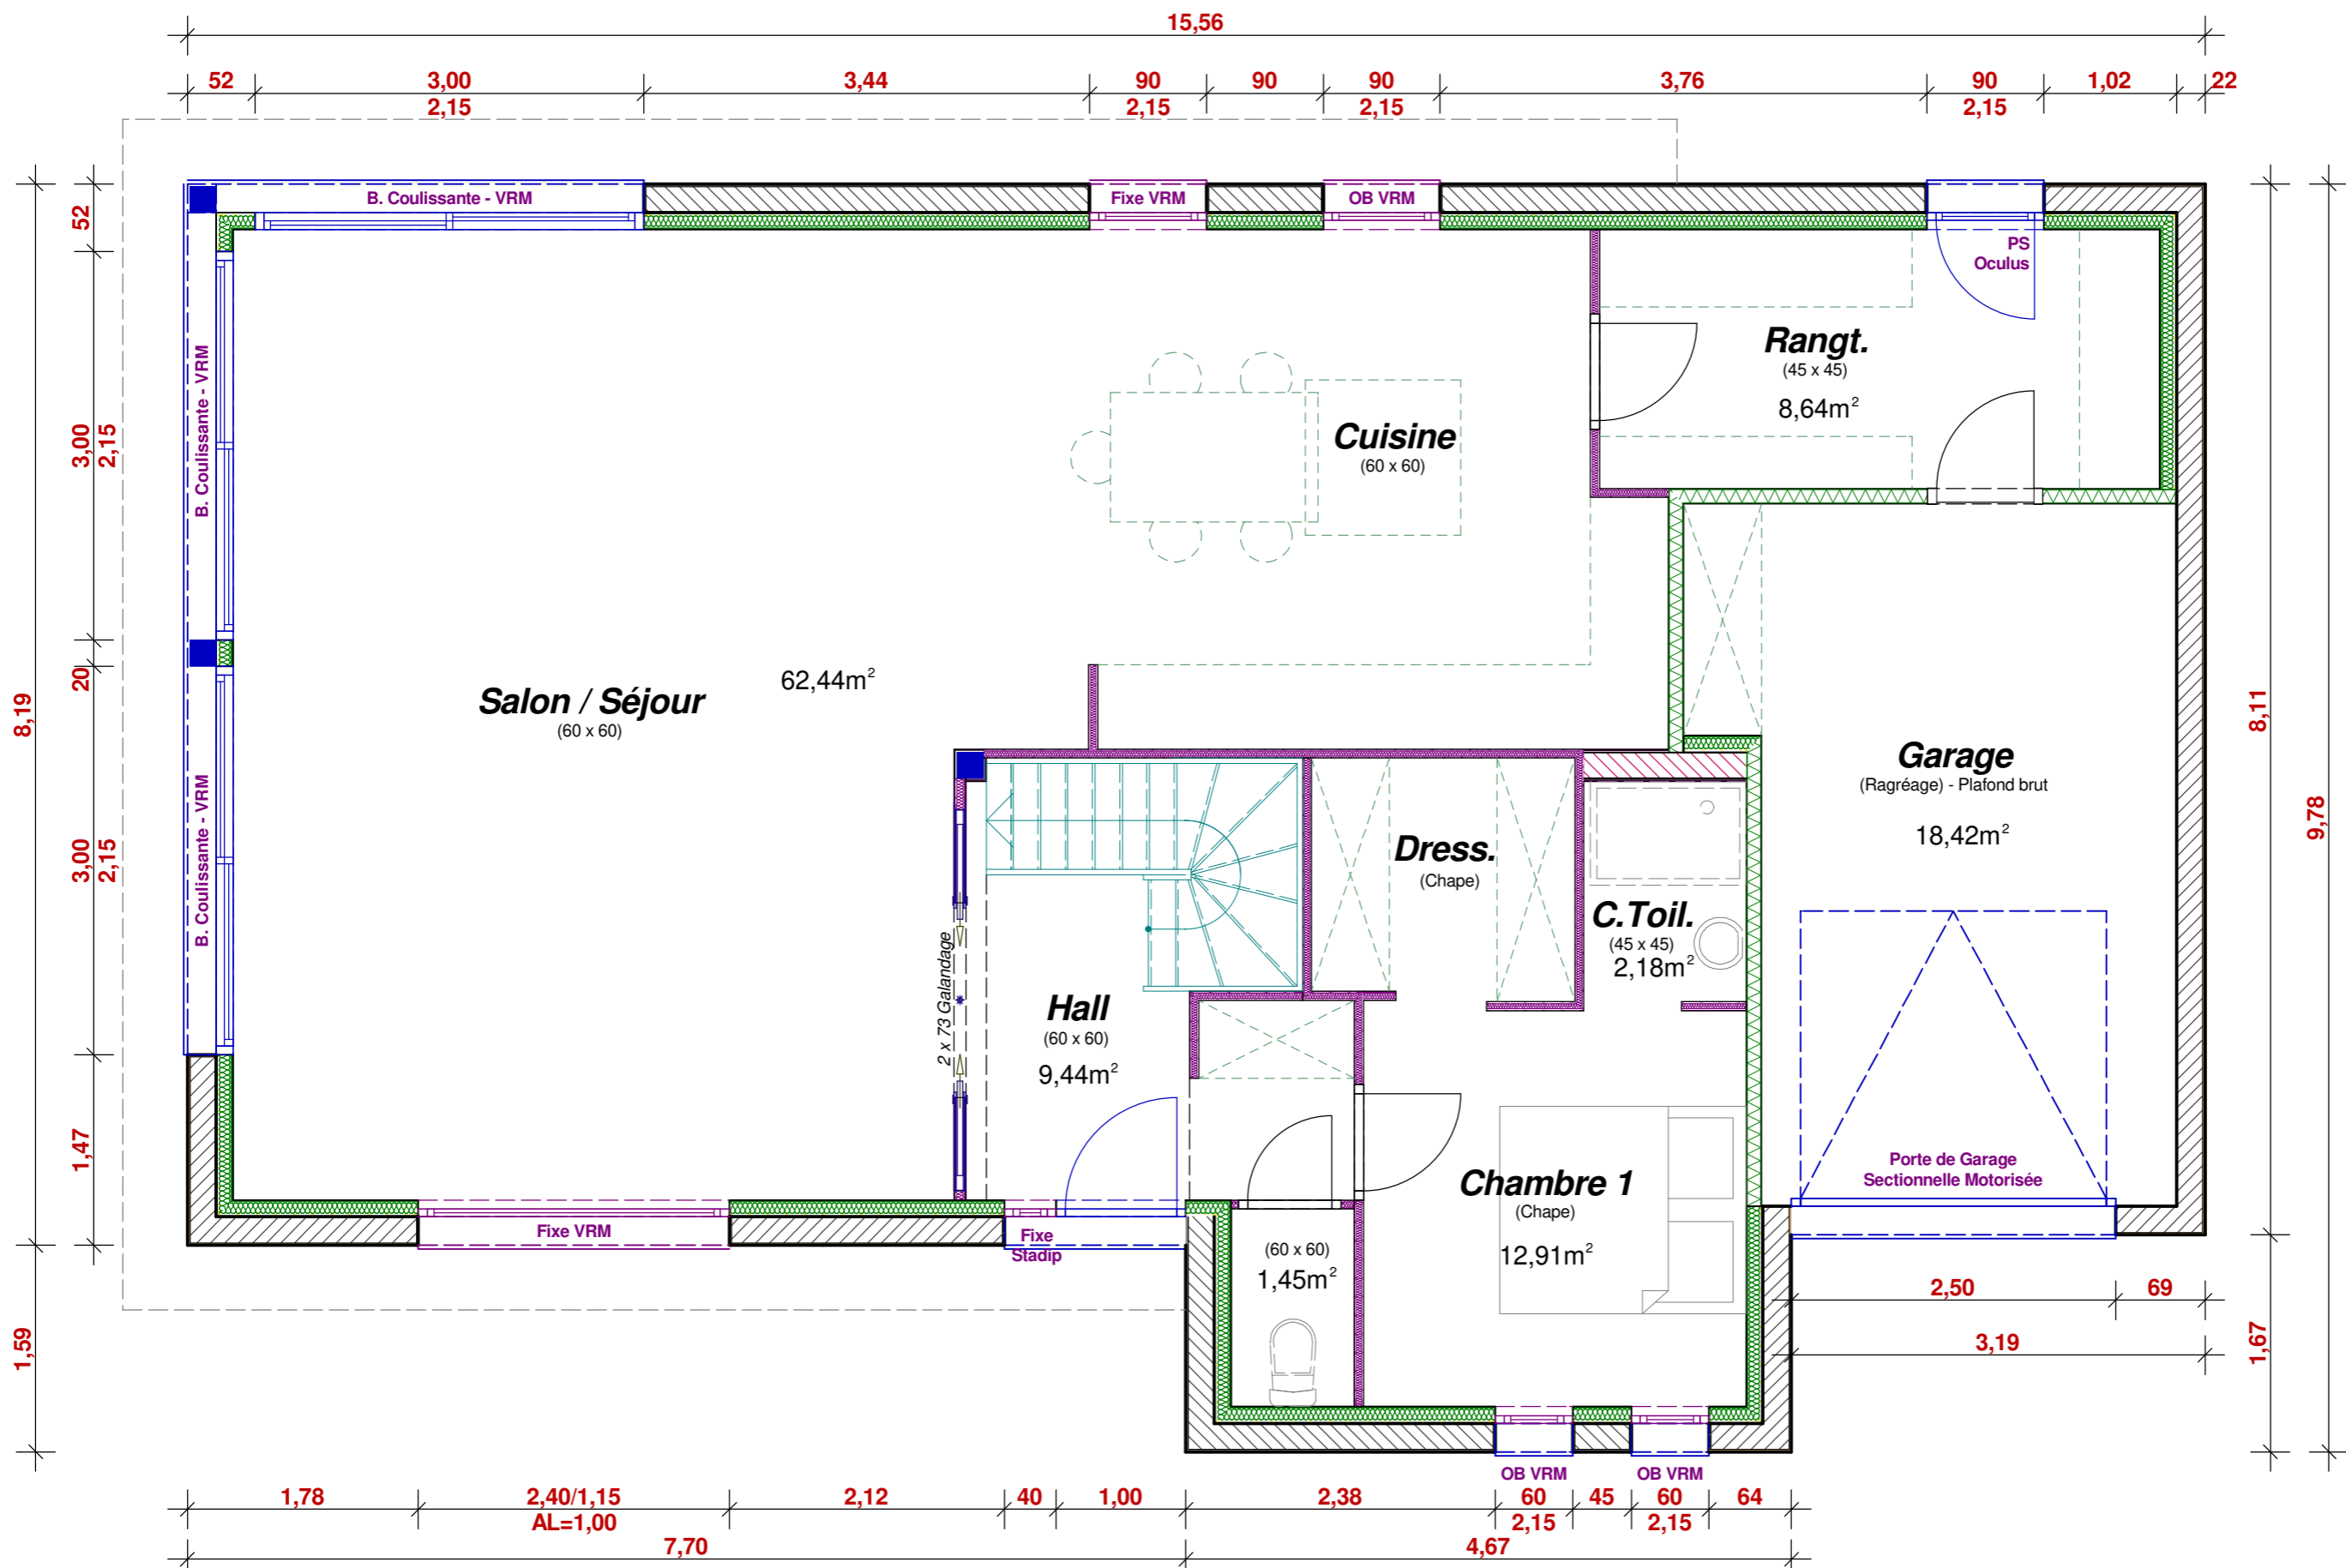 15,56
52 3,00 3,44 90 90 90 3,76 90 1,02 22
2,15 2,15 2,15 2,15
B. Coulissante - VRM Fixe VRM OB VRM
PS
Oculus
52
3,00
2,15
20
3,00
2,15
1,47
8,19
1,59
B. Coulissante - VRM
B. Coulissante - VRM
Rangt.
(45 x 45)
8,64m²
Cuisine
(60 x 60)
Salon / Séjour
(60 x 60)
62,44m²
Garage
(Ragréage) - Plafond brut
18,42m²
Dress.
(Chape)
C.Toil.
(45 x 45)
2,18m²
2 x 73 Galandage
Hall
(60 x 60)
9,44m²
Chambre 1
(Chape)
12,91m²
(60 x 60)
1,45m²
Porte de Garage
Sectionnelle Motorisée
Fixe VRM
Fixe
Stadip
8,11
9,78
1,67
2,50 69
3,19
OB VRM OB VRM
1,78 2,40/1,15 2,12 40 1,00 2,38 60 45 60 64
AL=1,00 2,15 2,15
7,70 4,67